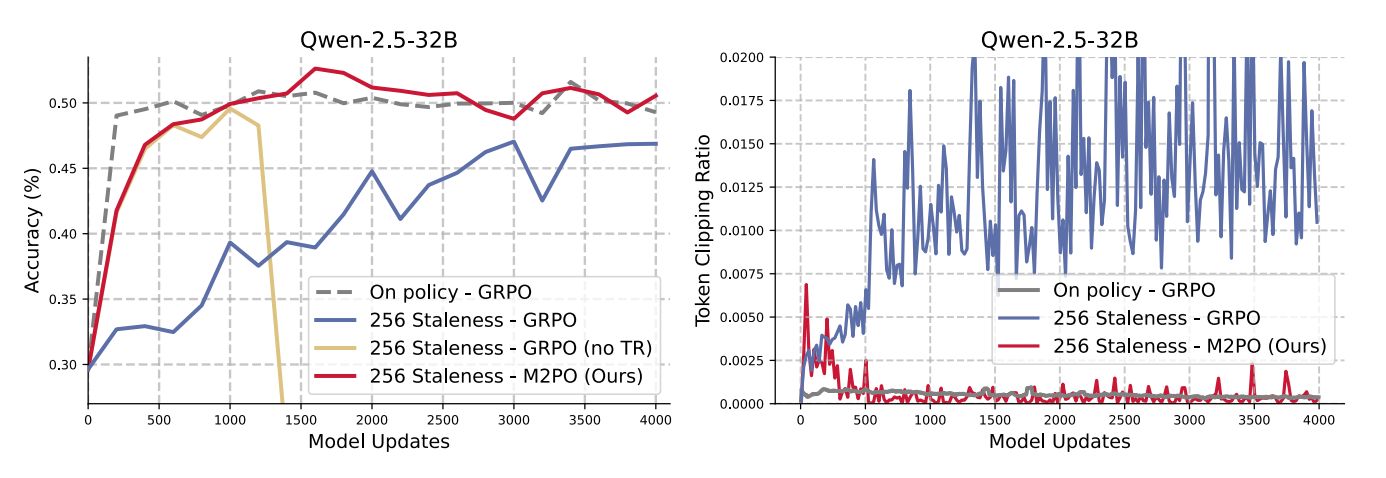 Qwen-2.5-32B
Accuracy (%)
0.50
0.45
0.40
0.35
0.30
0
500
1000
1500
2000
2500
3000
3500
4000
Model Updates
On policy - GRPO
256 Staleness - GRPO
256 Staleness - GRPO (no TR)
256 Staleness - M2PO (Ours)
Qwen-2.5-32B
Token Clipping Ratio
0.0200
0.0175
0.0150
0.0125
0.0100
0.0075
0.0050
0.0025
0.0000
0
500
1000
1500
2000
2500
3000
3500
4000
Model Updates
On policy - GRPO
256 Staleness - GRPO
256 Staleness - M2PO (Ours)